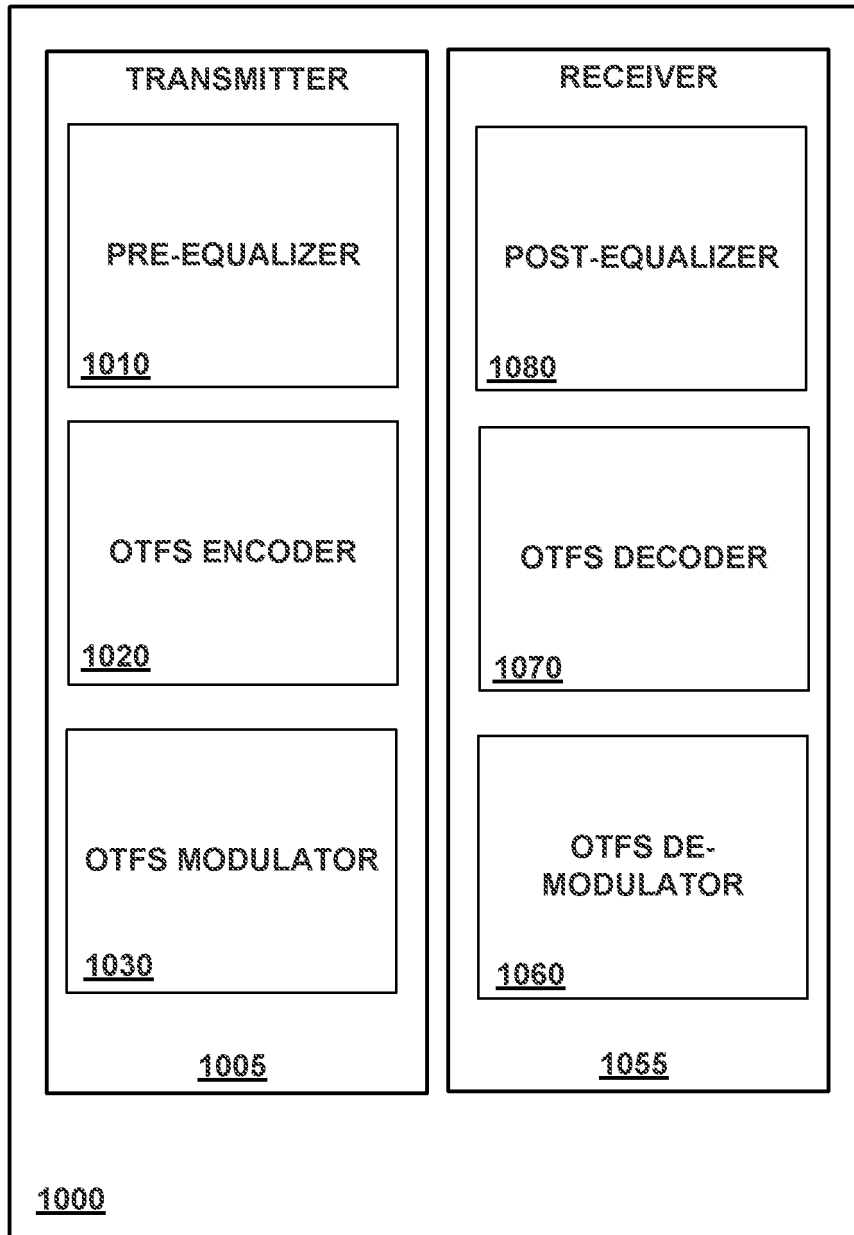 TRANSMITTER
PRE-EQUALIZER
1010
OTFS ENCODER
1020
OTFS MODULATOR
1030
1005
RECEIVER
POST-EQUALIZER
1080
OTFS DECODER
1070
OTFS DE-
MODULATOR
1060
1055
1000